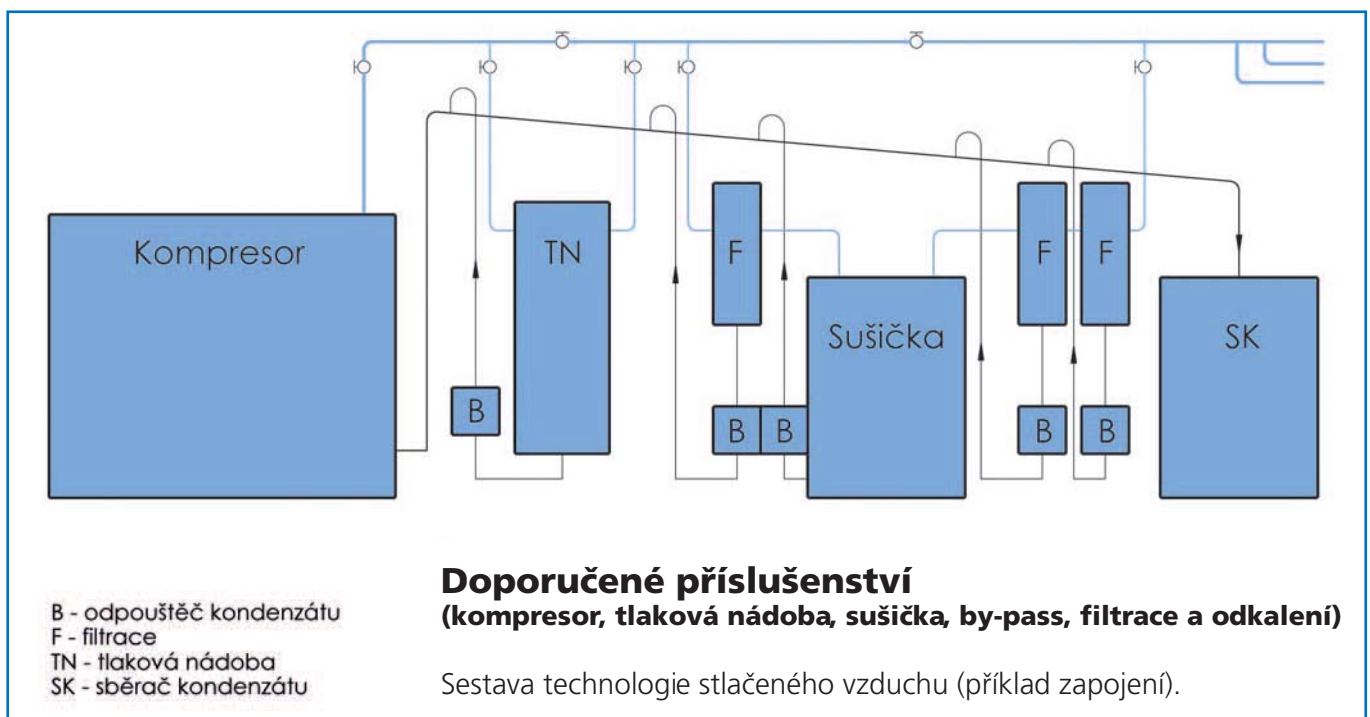 Kompresor
TN
F
F
F
Sušička
SK
B
B
B
B
B
Doporučené příslušenství
(kompresor, tlaková nádoba, sušička, by-pass, filtrace a odkalení)
B - odpouštěč kondenzátu
F - filtrace
TN - tlaková nádoba
SK - sběrač kondenzátu
Sestava technologie stlačeného vzduchu (příklad zapojení).